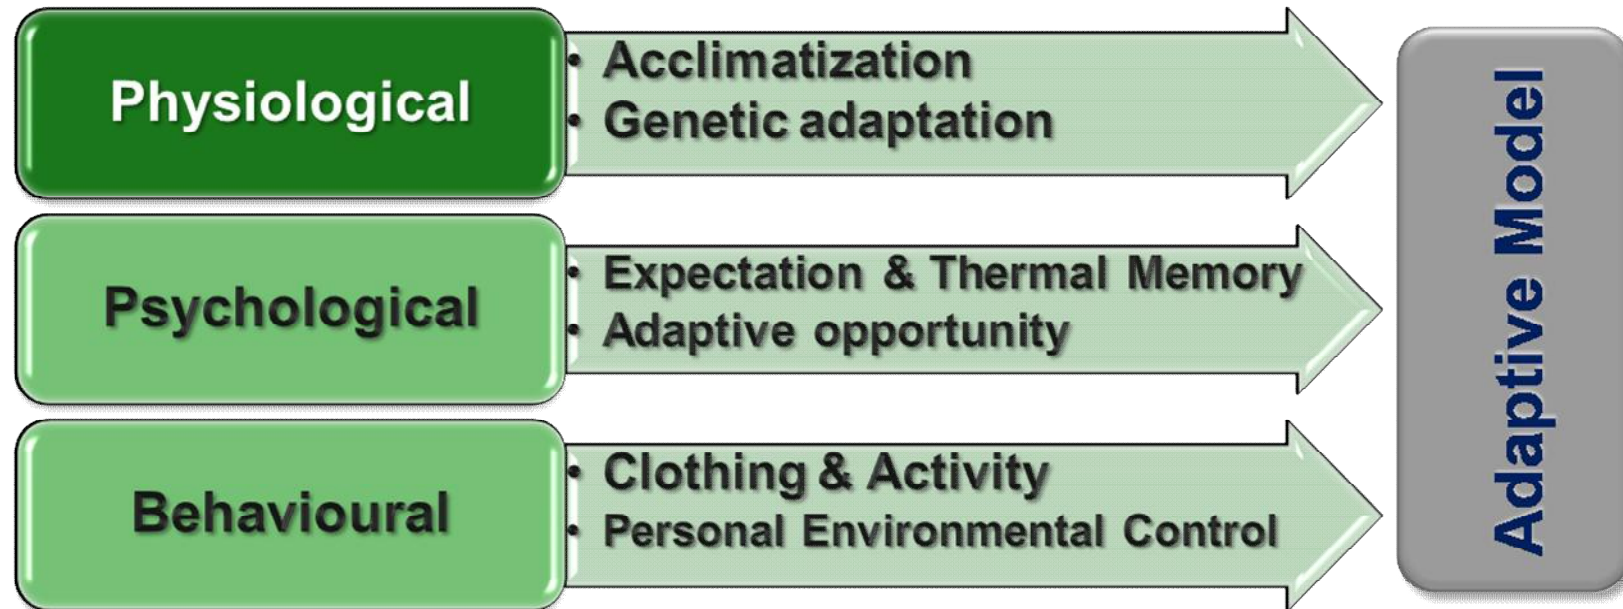 Physiological
• Acclimatization
• Genetic adaptation
Psychological
• Expectation & Thermal Memory
• Adaptive opportunity
Behavioural
• Clothing & Activity
• Personal Environmental Control
Adaptive Model